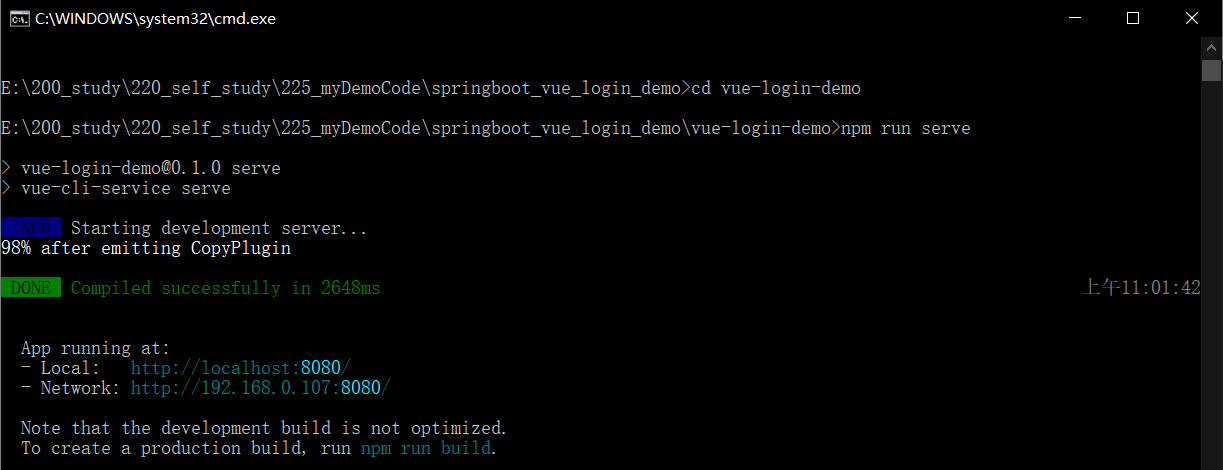 C:\WINDOWS\system32\cmd.exe
E:\200_study\220_self_study\225_myDemoCode\springboot_vue_login_demo>cd vue-login-demo
E:\200_study\220_self_study\225_myDemoCode\springboot_vue_login_demo\vue-login-demo>npm run serve
> vue-login-demo@0.1.0 serve
> vue-cli-service serve
INFO Starting development server...
98% after emitting CopyPlugin
DONE Compiled successfully in 2648ms 上午11:01:42
App running at:
- Local: http://localhost:8080/
- Network: http://192.168.0.107:8080/
Note that the development build is not optimized.
To create a production build, run npm run build.